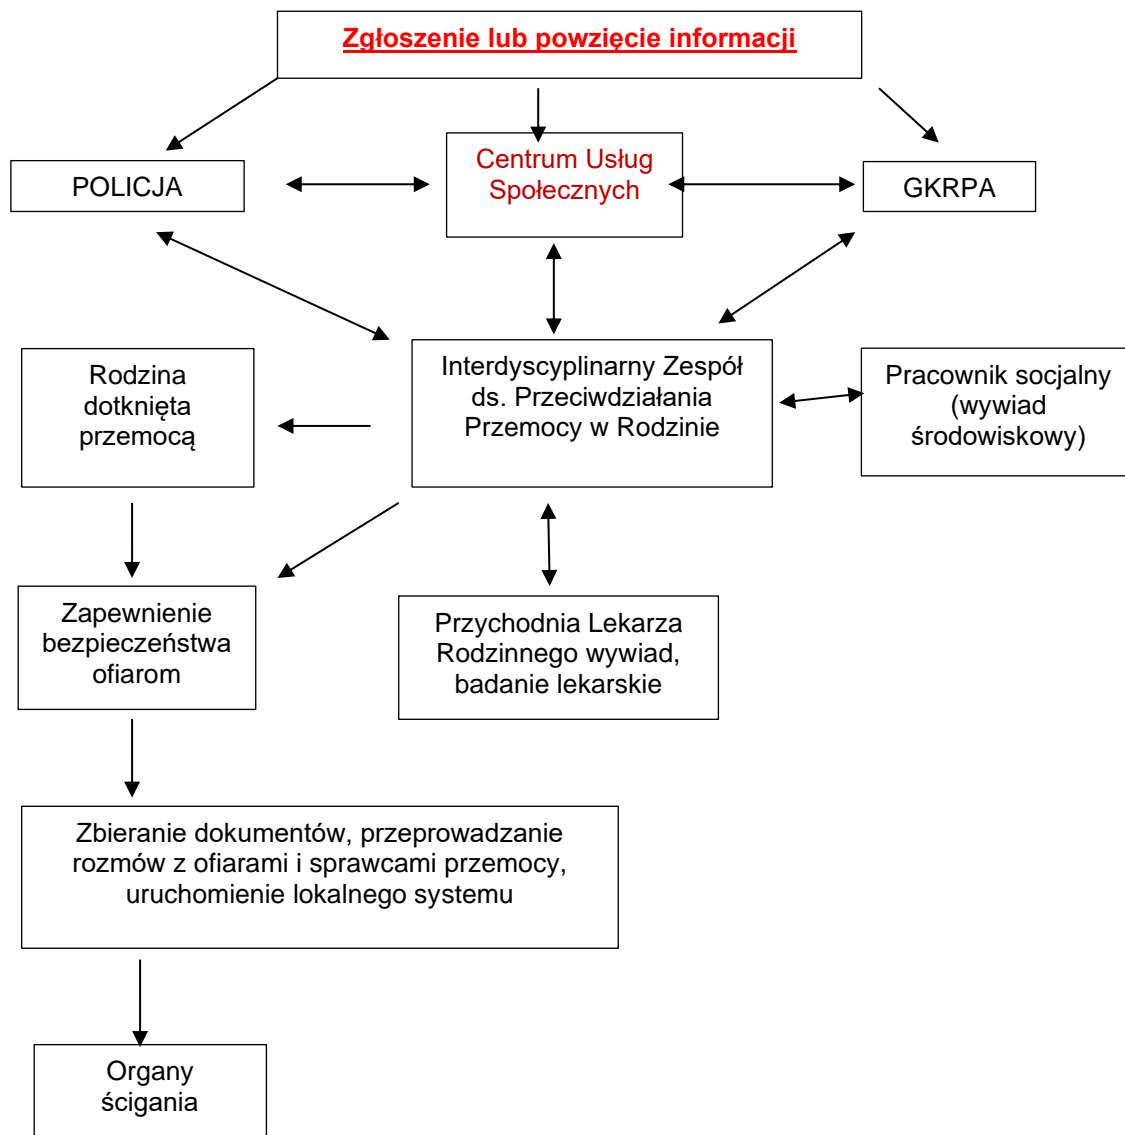 Zgłoszenie lub powzięcie informacji
POLICJA
Centrum Usług
Społecznych
GKRPA
Rodzina
dotknięta
przemocą
Interdyscyplinarny Zespół
ds. Przeciwdziałania
Przemocy w Rodzinie
Pracownik socjalny
(wywiad
środowiskowy)
Zapewnienie
bezpieczeństwa
ofiarom
Przychodnia Lekarza
Rodzinnego wywiad,
badanie lekarskie
Zbieranie dokumentów, przeprowadzanie
rozmów z ofiarami i sprawcami przemocy,
uruchomienie lokalnego systemu
Organy
ścigania